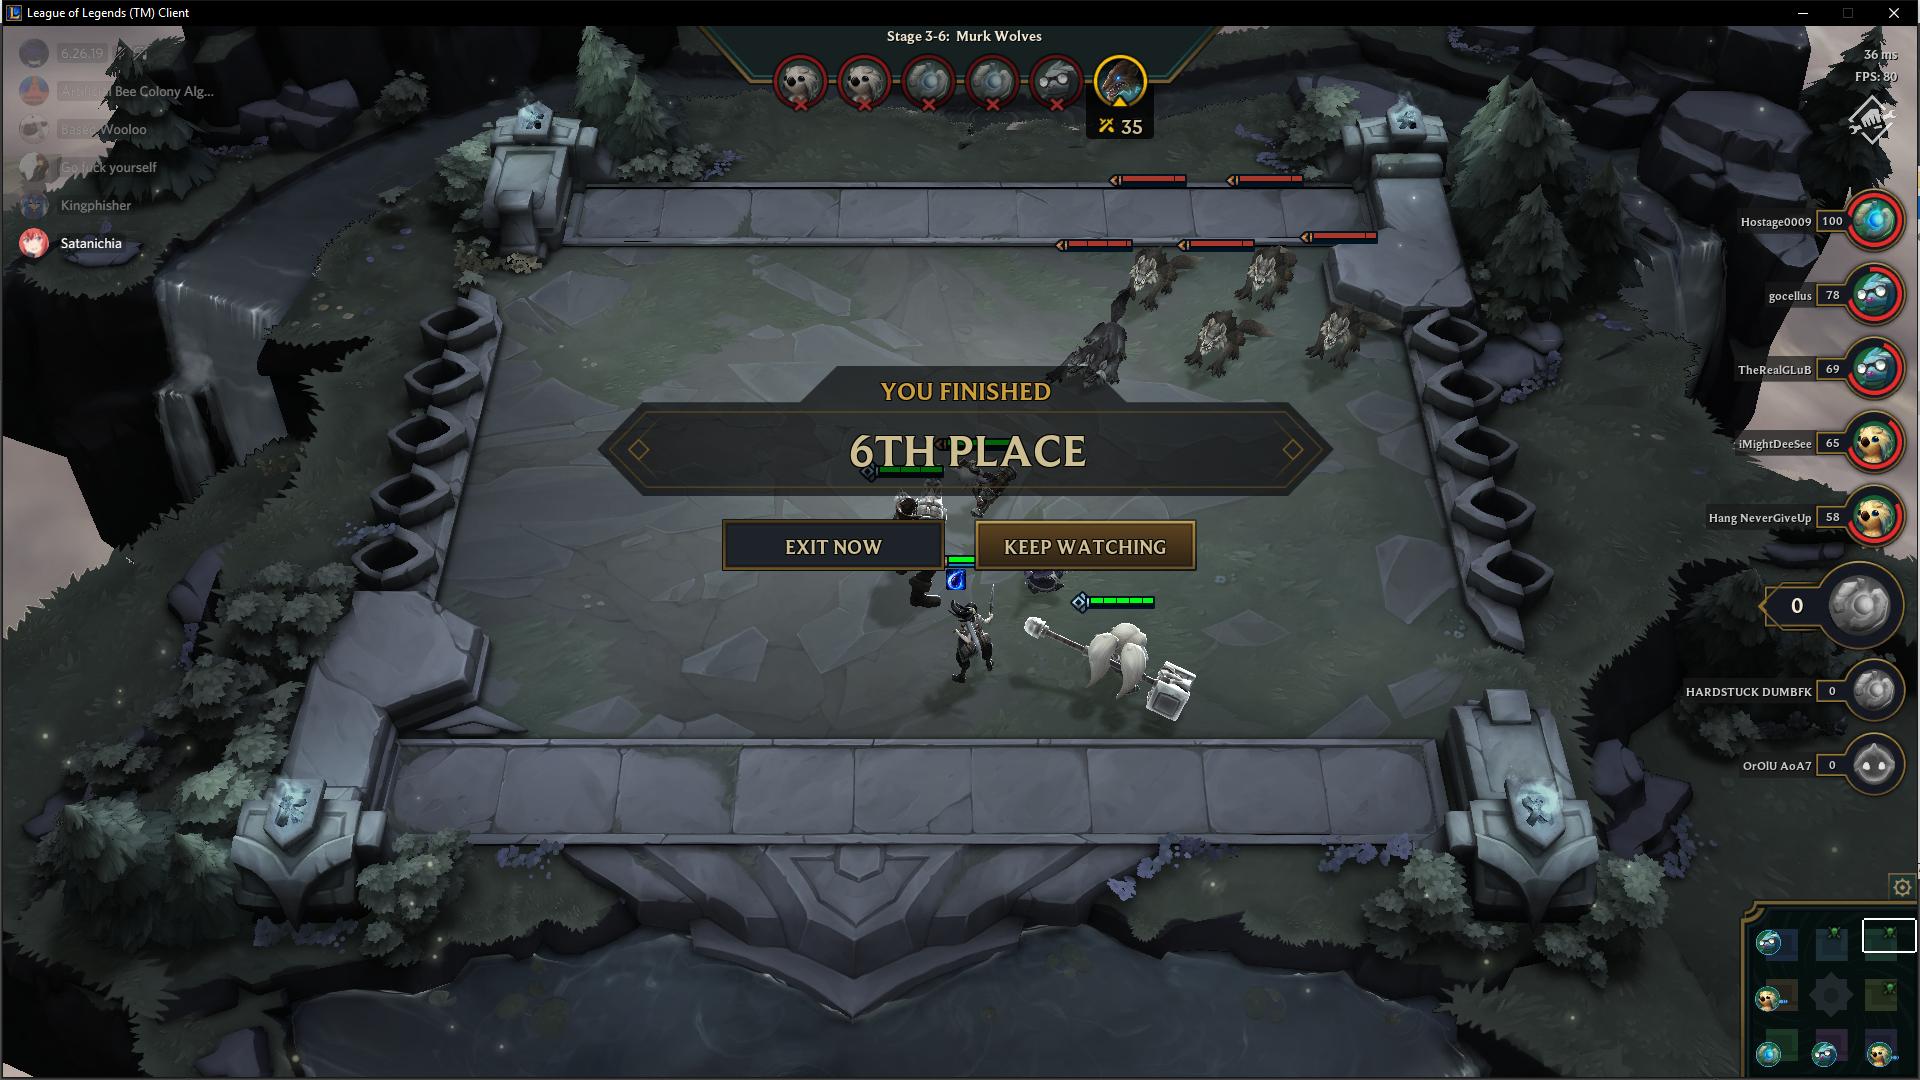 League of Legends (TM) Client
Stage 3-6: Murk Wolves
36 ms
FPS: 80
35
6.26.19
Artificial Bee Colony Alg...
Based Wooloo
Go fuck yourself
Kingphisher
Satanichia
Hostage0009 100
gocellus 78
TheRealGLuB 69
iMightDeeSee 65
Hang NeverGiveUp 58
0
HARDSTUCK DUMBFK 0
OrOlU AoA7 0
YOU FINISHED
6TH PLACE
EXIT NOW
KEEP WATCHING